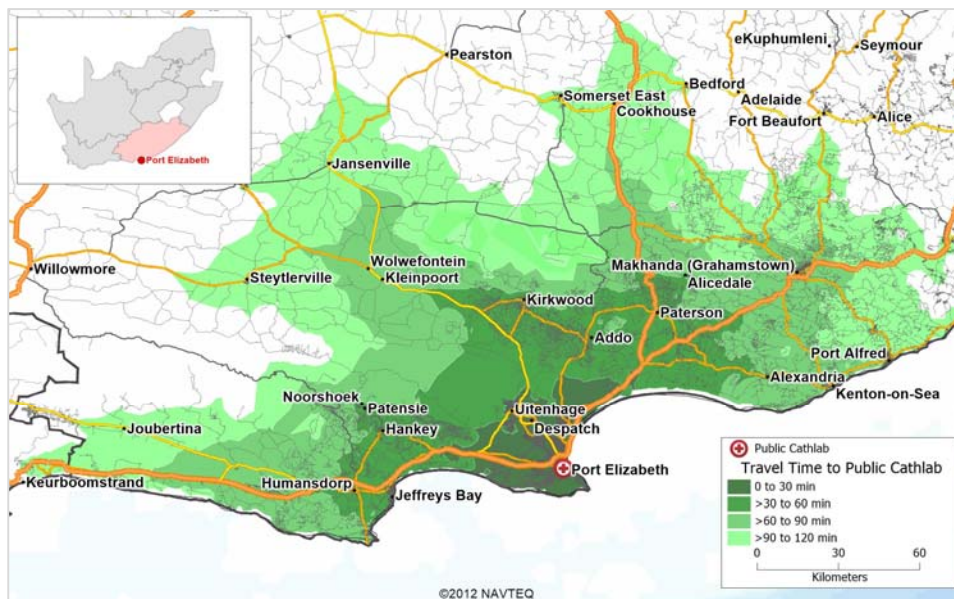 Port Elizabeth
Pearston
eKuphumleni
Seymour
Somerset East
Cookhouse
Bedford
Adelaide
Fort Beaufort
Alice
Jansenville
Willowmore
Steytlerville
Wolwefontein
Kleinpoort
Makhanda (Grahamstown)
Alicedale
Kirkwood
Paterson
Addo
Port Alfred
Alexandria
Kenton-on-Sea
Noorshoek
Patensie
Uitenhage
Despatch
Joubertina
Hankey
Port Elizabeth
Keurboomstrand
Humansdorp
Jeffreys Bay
Public Cathlab
Travel Time to Public Cathlab
0 to 30 min
>30 to 60 min
>60 to 90 min
>90 to 120 min
0 30 60
Kilometers
©2012 NAVTEQ